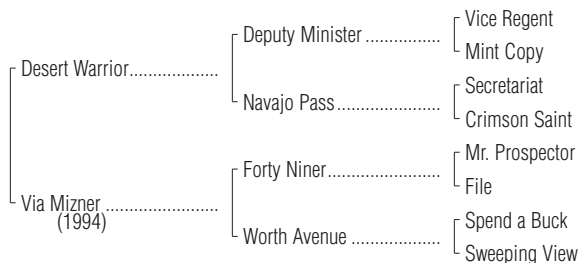 Vice Regent
Deputy Minister ................
Mint Copy
Desert Warrior...................
Secretariat
Navajo Pass......................
Crimson Saint
Mr. Prospector
Forty Niner........................
File
Via Mizner ........................
(1994)
Spend a Buck
Worth Avenue ...................
Sweeping View